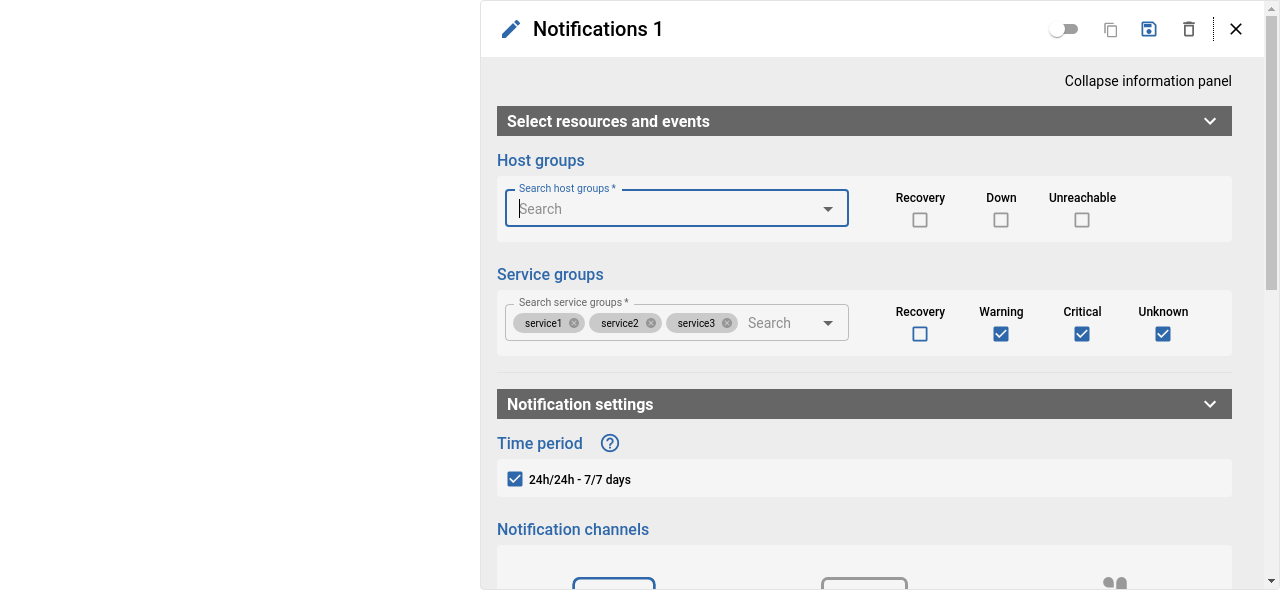 Notifications 1
Collapse information panel
Select resources and events
Host groups
Search host groups *
Search
Recovery Down Unreachable
Service groups
Search service groups *
service1 service2 service3 Search
Recovery Warning Critical Unknown
Notification settings
Time period ?
24h/24h - 7/7 days
Notification channels